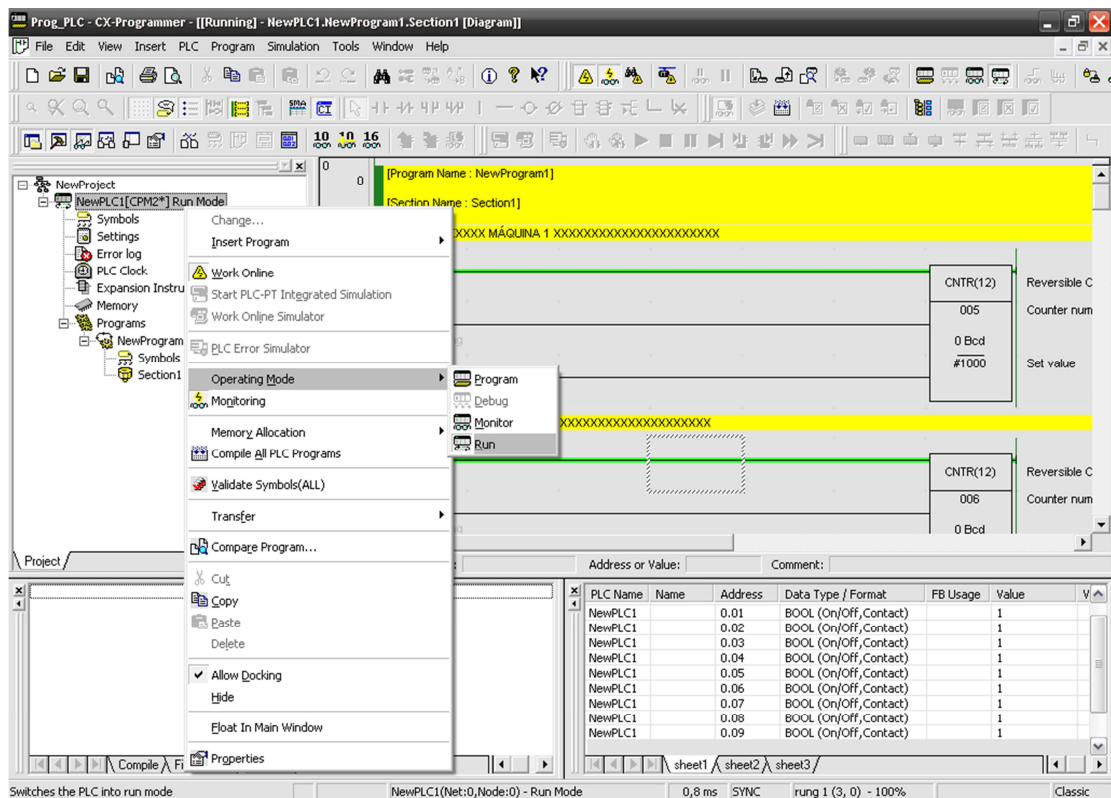 Prog_PLC - CX-Programmer - [[Running] - NewPLC1.NewProgram1.Section1 [Diagram]]
File Edit View Insert PLC Program Simulation Tools Window Help
10 10 16
NewProject
NewPLC1[CPM2*] Run Mode
Symbols
Settings
Error log
PLC Clock
Expansion Instru
Memory
Programs
NewProgram
Symbols
Section1
Project
Change...
Insert Program
Work Online
Start PLC-PT Integrated Simulation
Work Online Simulator
PLC Error Simulator
Operating Mode
Monitoring
Memory Allocation
Compile All PLC Programs
Validate Symbols(ALL)
Transfer
Compare Program...
Cut
Copy
Paste
Delete
Allow Docking
Hide
Float In Main Window
Properties
Program
Debug
Monitor
Run
0
0
[Program Name : NewProgram1]
[Section Name : Section1]
XXXX MÁQUINA 1 XXXXXXXXXXXXXXXXXXXXXXX
CNTR(12) Reversible C
005 Counter num
0 Bcd
#1000 Set value
XXXXXXXXXXXXXXXXXXXXX
CNTR(12) Reversible C
006 Counter num
0 Bcd
Address or Value: Comment:
PLC Name Name Address Data Type / Format FB Usage Value V
NewPLC1 0.01 BOOL (On/Off,Contact) 1
NewPLC1 0.02 BOOL (On/Off,Contact) 1
NewPLC1 0.03 BOOL (On/Off,Contact) 1
NewPLC1 0.04 BOOL (On/Off,Contact) 1
NewPLC1 0.05 BOOL (On/Off,Contact) 1
NewPLC1 0.06 BOOL (On/Off,Contact) 1
NewPLC1 0.07 BOOL (On/Off,Contact) 1
NewPLC1 0.08 BOOL (On/Off,Contact) 1
NewPLC1 0.09 BOOL (On/Off,Contact) 1
Compile Fi
sheet1 sheet2 sheet3
Switches the PLC into run mode NewPLC1(Net:0,Node:0) - Run Mode 0,8 ms SYNC rung 1 (3, 0) - 100% Classic